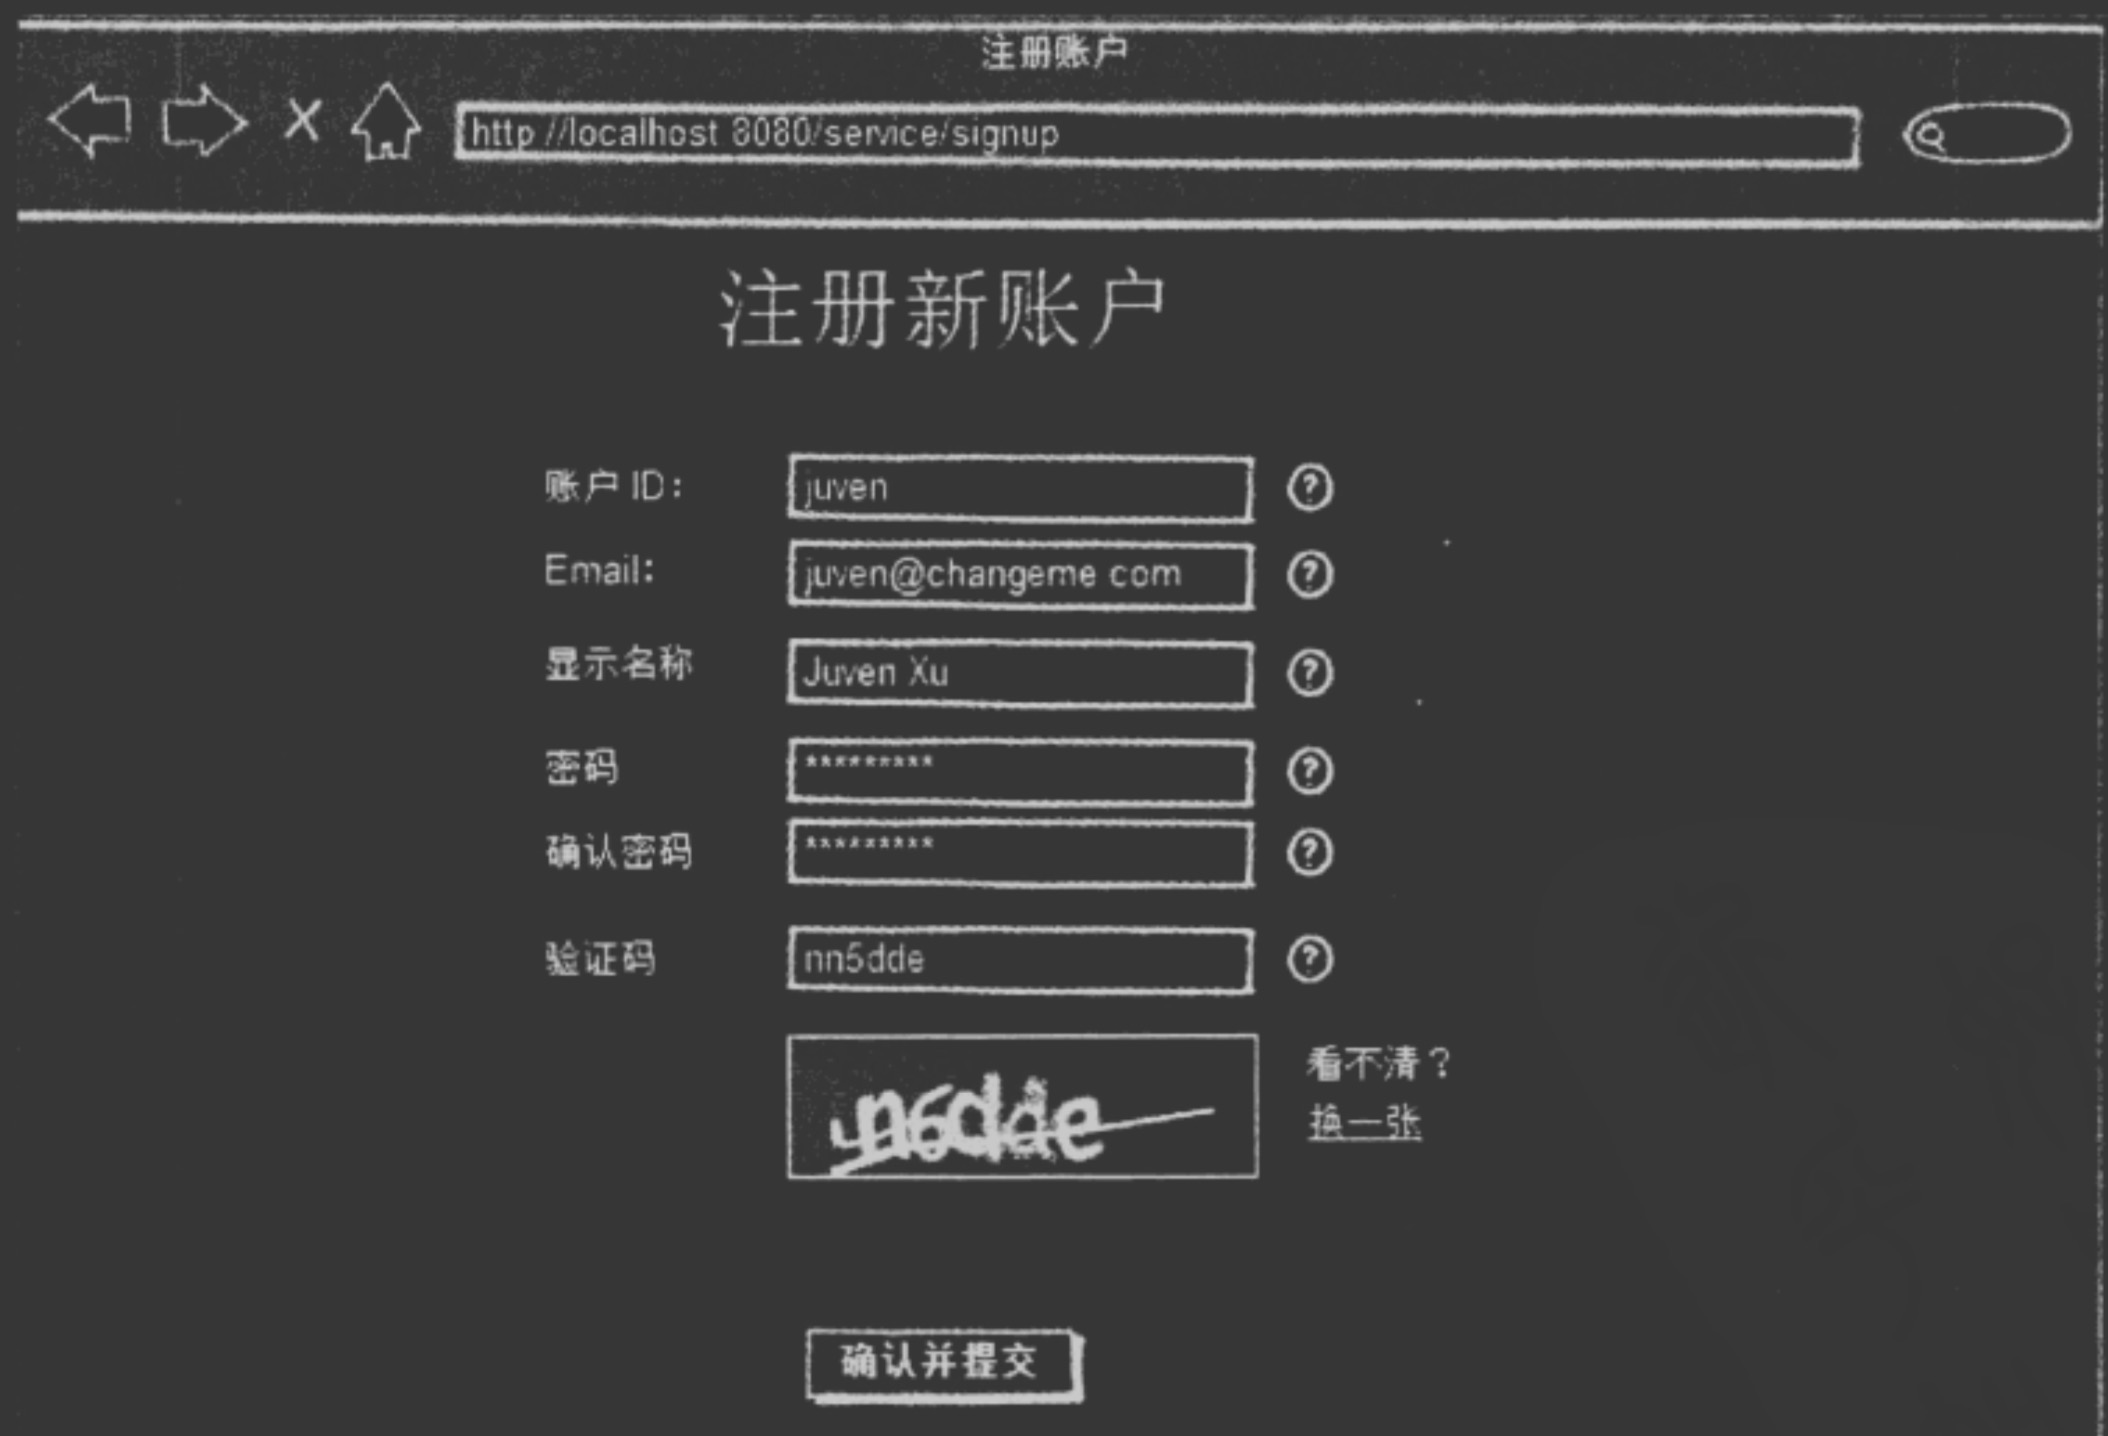 注册账户
http //localhost 8080/service/signup
注册新账户
账户 ID:
juven
Email:
juven@changeme com
显示名称
Juven Xu
密码
*********
确认密码
*********
验证码
nn5dde
看不清？
换一张
确认并提交